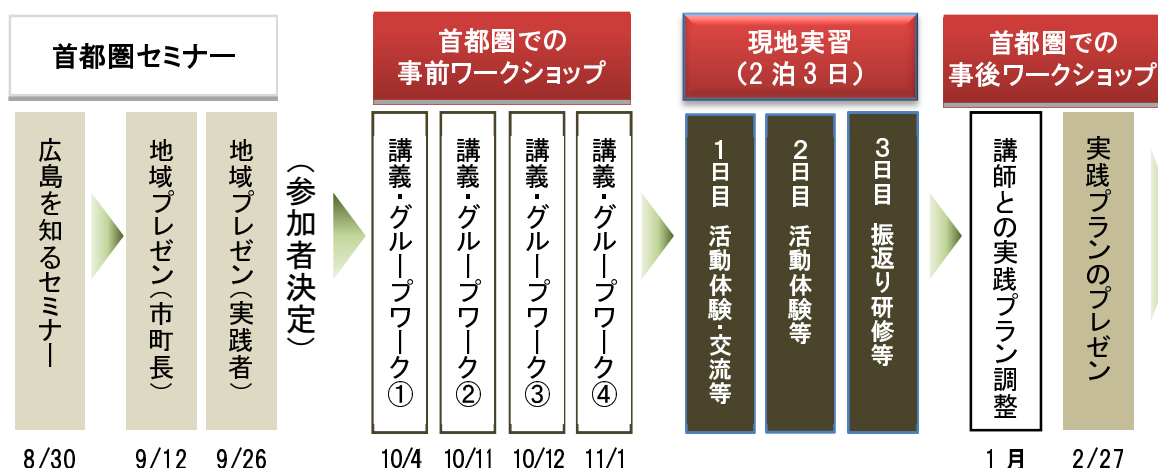 首都圏セミナー
広島を知るセミナー
8/30
地域プレゼン(市町長)
9/12
地域プレゼン(実践者)
9/26
(参加者決定)
首都圏での
事前ワークショップ
講義・グループワーク①
10/4
講義・グループワーク②
10/11
講義・グループワーク③
10/12
講義・グループワーク④
11/1
現地実習
(2泊3日)
1日目 活動体験・交流等
2日目 活動体験等
3日目 振返り研修等
首都圏での
事後ワークショップ
講師との実践プラン調整
1月
実践プランのプレゼン
2/27